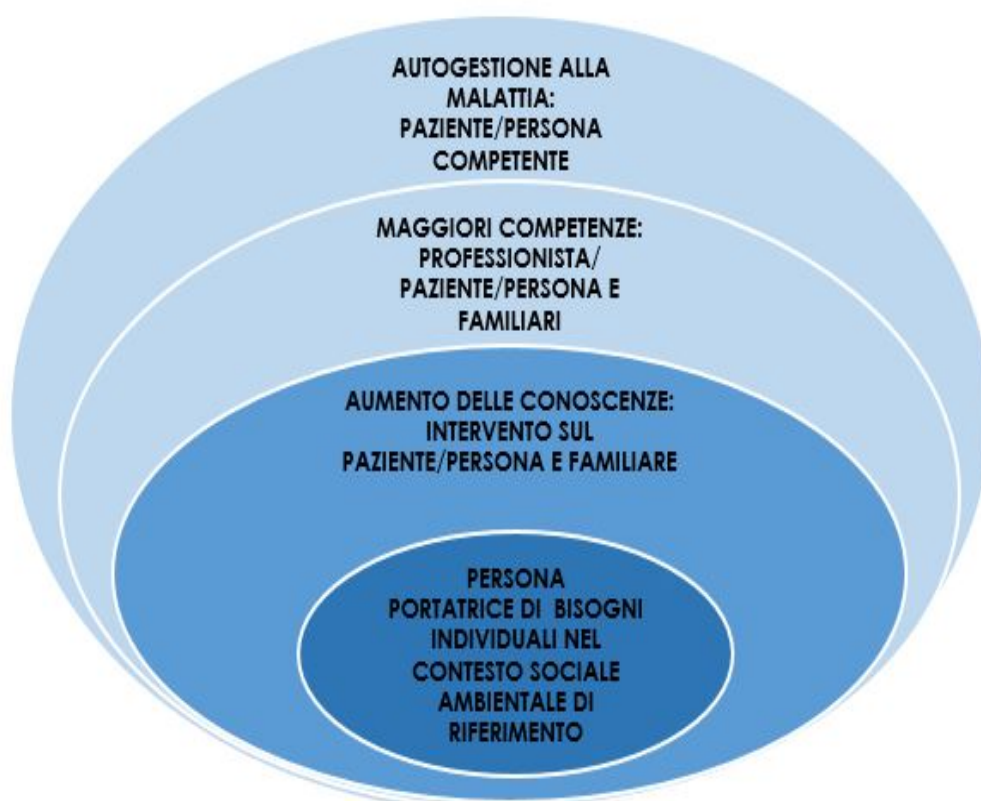 AUTOGESTIONE ALLA
MALATTIA:
PAZIENTE/PERSONA
COMPETENTE
MAGGIORI COMPETENZE:
PROFESSIONISTA/
PAZIENTE/PERSONA E
FAMILIARI
AUMENTO DELLE CONOSCENZE:
INTERVENTO SUL
PAZIENTE/PERSONA E FAMILIARE
PERSONA
PORTATRICE DI BISOGNI
INDIVIDUALI NEL
CONTESTO SOCIALE
AMBIENTALE DI
RIFERIMENTO